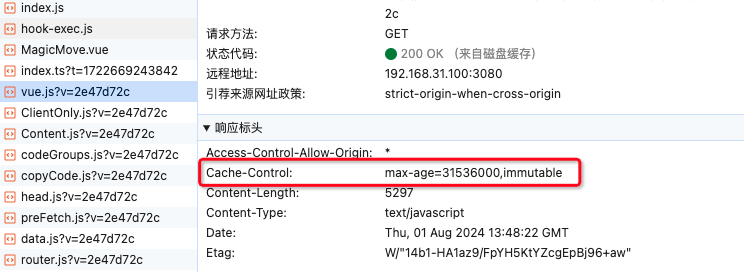 index.js
hook-exec.js
MagicMove.vue
index.ts?t=1722669243842
vue.js?v=2e47d72c
ClientOnly.js?v=2e47d72c
Content.js?v=2e47d72c
codeGroups.js?v=2e47d72c
copyCode.js?v=2e47d72c
head.js?v=2e47d72c
preFetch.js?v=2e47d72c
data.js?v=2e47d72c
router.js?v=2e47d72c
2c
请求方法: GET
状态代码: 200 OK (来自磁盘缓存)
远程地址: 192.168.31.100:3080
引荐来源网址政策: strict-origin-when-cross-origin
▼ 响应标头
Access-Control-Allow-Origin: *
Cache-Control: max-age=31536000,immutable
Content-Length: 5297
Content-Type: text/javascript
Date: Thu, 01 Aug 2024 13:48:22 GMT
Etag: W/"14b1-HA1az9/FpYH5KtYZcgEpBj96+aw"